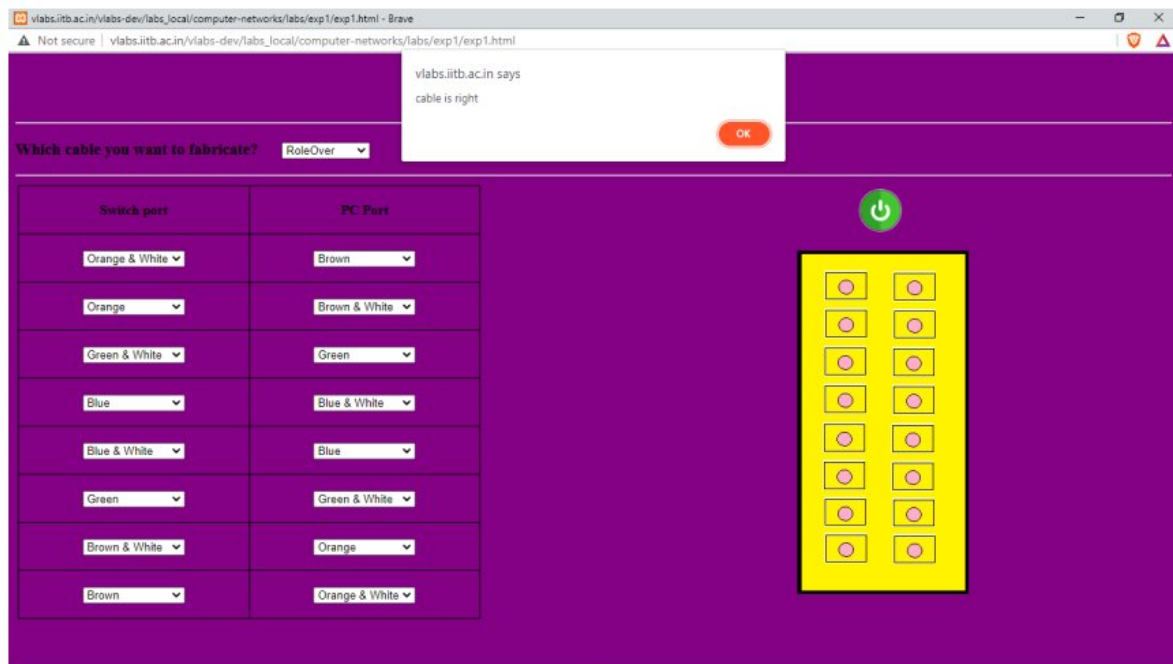 vlabs.iitb.ac.in/vlabs-dev/labs_local/computer-networks/labs/exp1/exp1.html - Brave
Not secure | vlabs.iitb.ac.in/vlabs-dev/labs_local/computer-networks/labs/exp1/exp1.html
vlabs.iitb.ac.in says
cable is right
OK
Which cable you want to fabricate? RoleOver
Switch port PC Port
Orange & White Brown
Orange Brown & White
Green & White Green
Blue Blue & White
Blue & White Blue
Green Green & White
Brown & White Orange
Brown Orange & White